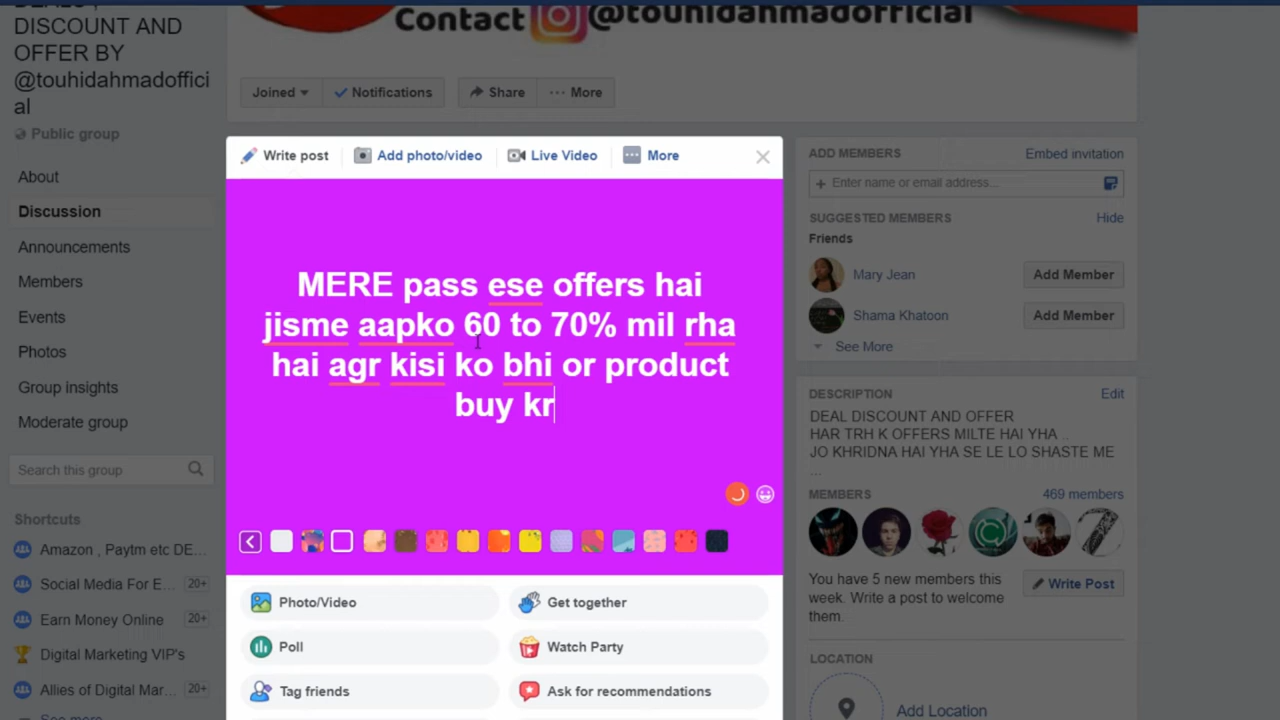 DISCOUNT AND
OFFER BY
@touhidahmadoffici
al
Public group
About
Discussion
Announcements
Members
Events
Photos
Group insights
Moderate group
Search this group
Shortcuts
Amazon , Paytm etc DE...
Social Media For E... 20+
Earn Money Online 20+
Digital Marketing VIP's
Allies of Digital Mar... 20+
See more
Contact @touhidahmadofficial
Joined Notifications Share ... More
Write post Add photo/video Live Video More
MERE pass ese offers hai
jisme aapko 60 to 70% mil rha
hai agr kisi ko bhi or product
buy kr
Photo/Video Get together
Poll Watch Party
Tag friends Ask for recommendations
ADD MEMBERS Embed invitation
+ Enter name or email address...
SUGGESTED MEMBERS Hide
Friends
Mary Jean Add Member
Shama Khatoon Add Member
See More
DESCRIPTION Edit
DEAL DISCOUNT AND OFFER
HAR TRH K OFFERS MILTE HAI YHA ..
JO KHRIDNA HAI YHA SE LE LO SHASTE ME
...
MEMBERS 469 members
You have 5 new members this
week. Write a post to welcome
them.
Write Post
LOCATION
Add Location